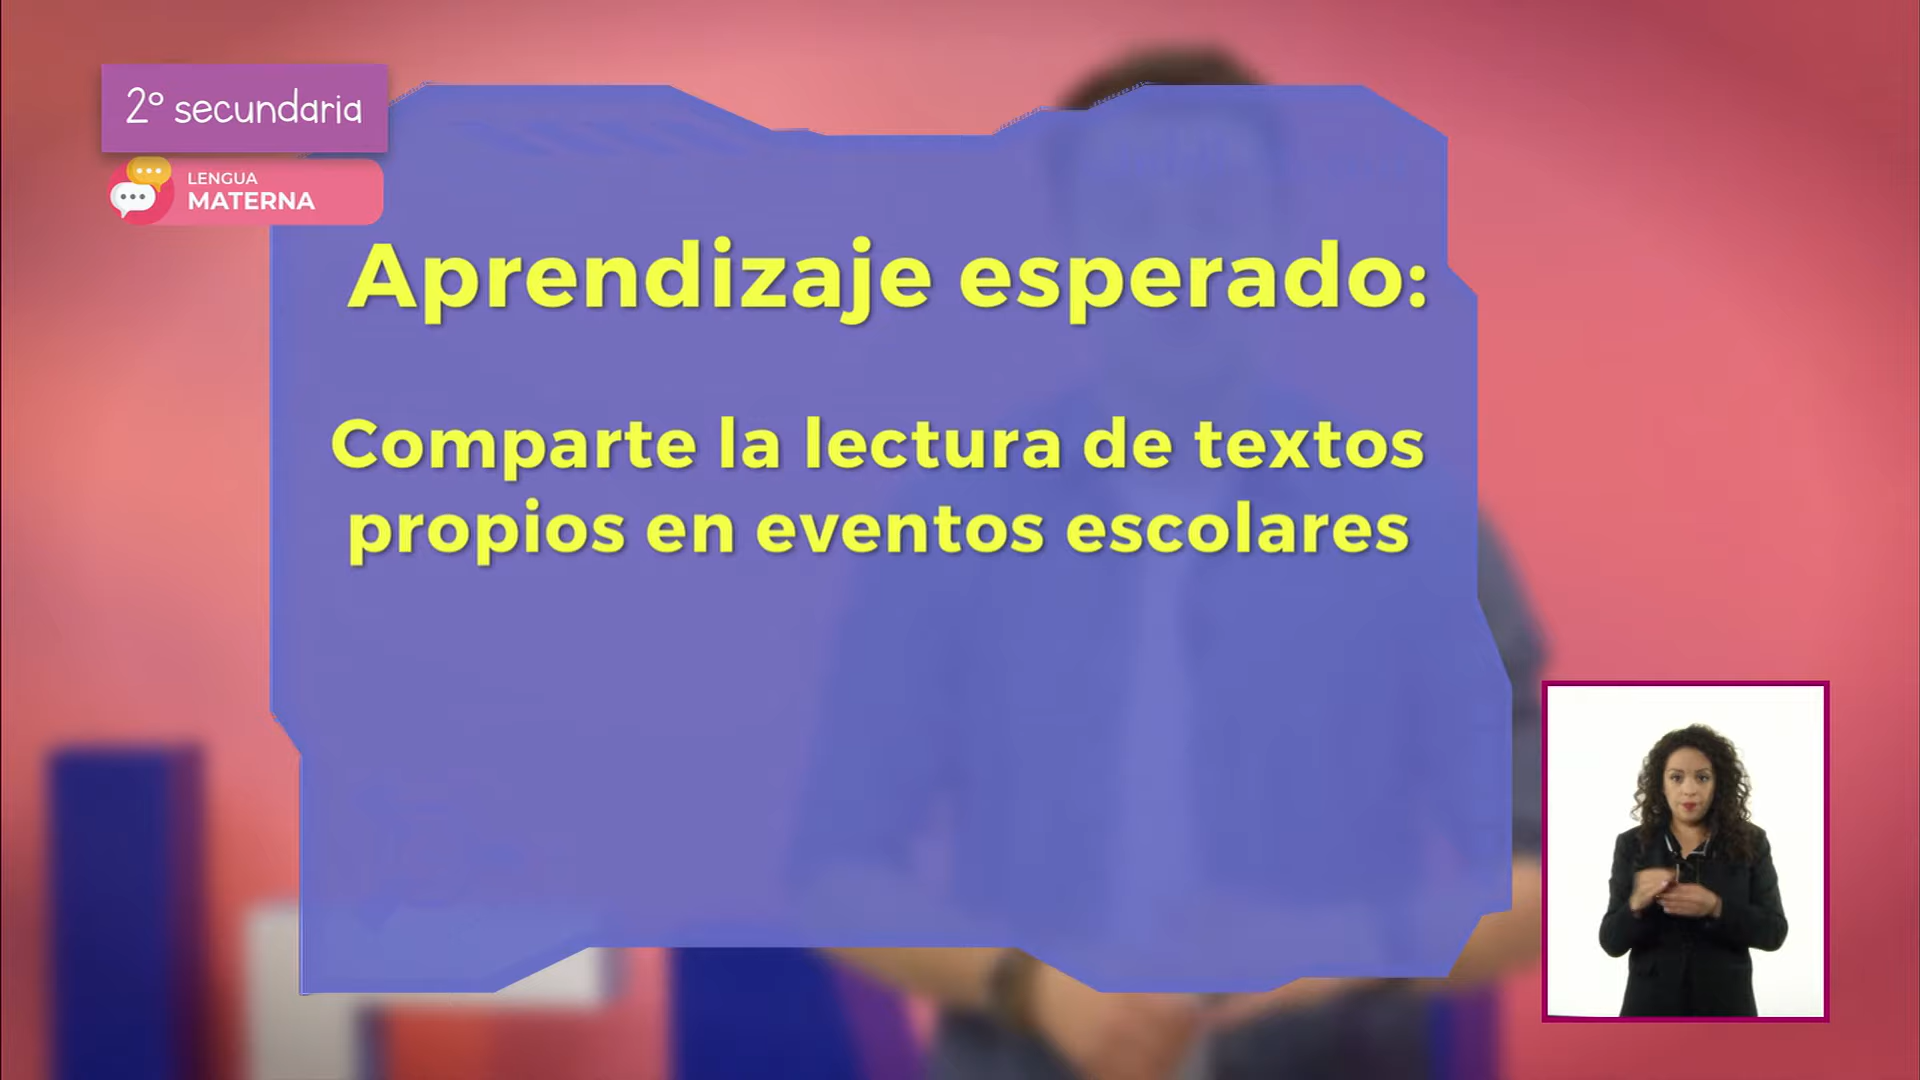 2° secundaria
LENGUA
MATERNA
Aprendizaje esperado:
Comparte la lectura de textos
propios en eventos escolares